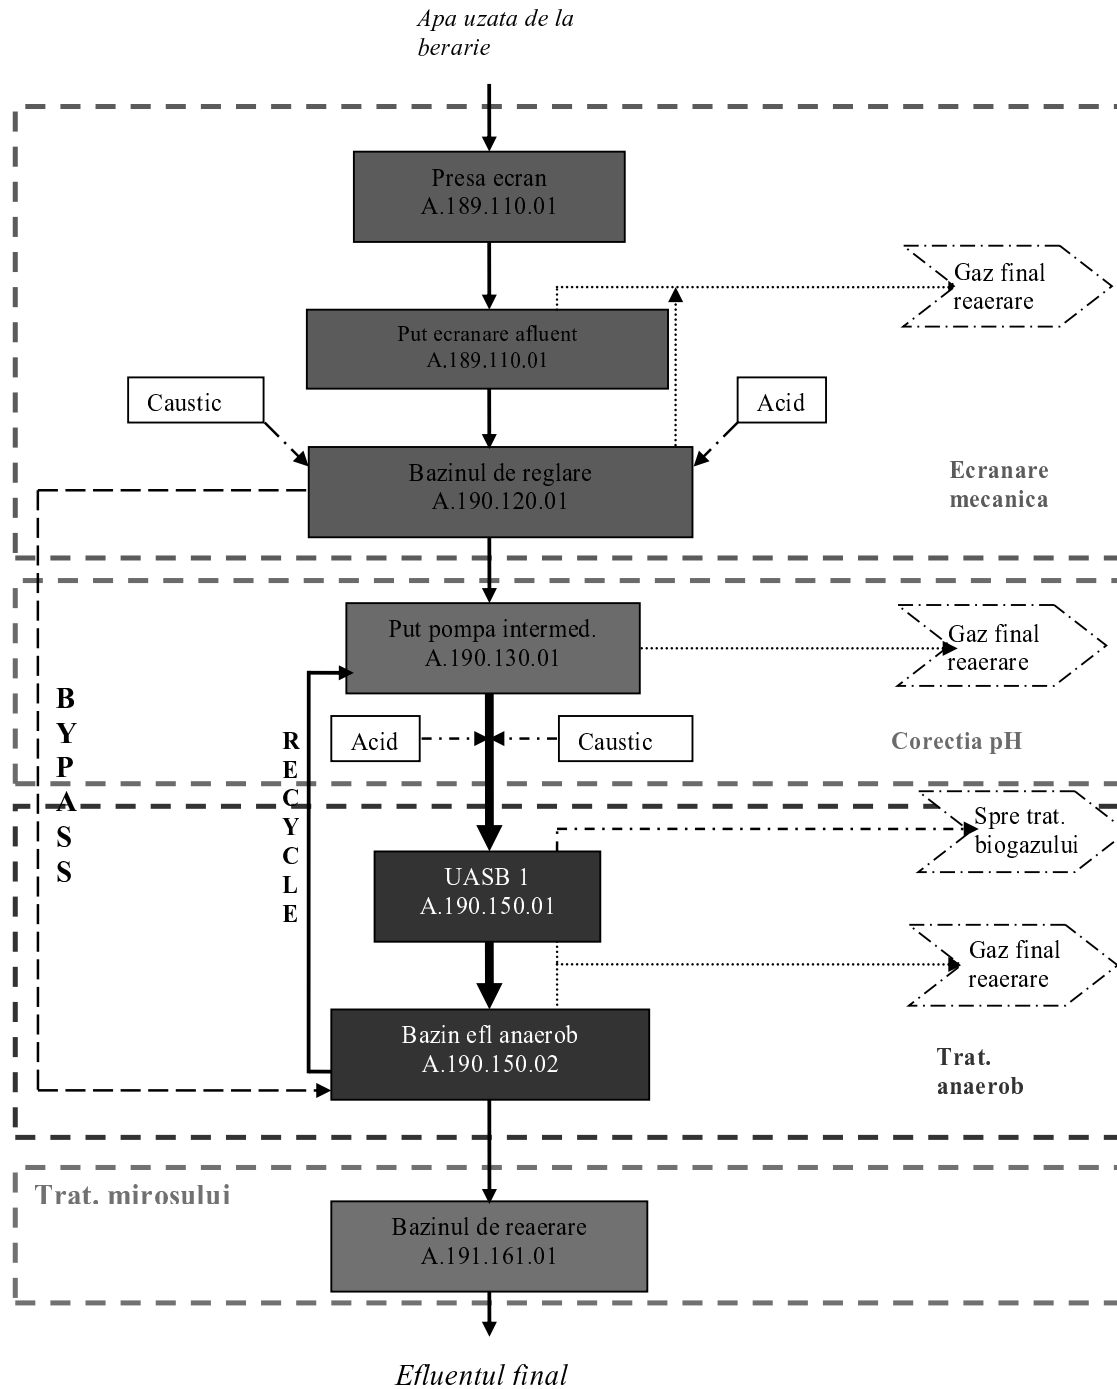 Apa uzata de la
berarie
Presa ecran
A.189.110.01
Gaz final
reaerare
Put ecranare afluent
A.189.110.01
Caustic
Acid
Bazinul de reglare
A.190.120.01
Ecranare
mecanica
Put pompa intermed.
A.190.130.01
Gaz final
reaerare
B
Y
P
A
S
S
R
E
C
Y
C
L
E
Acid
Caustic
Corectia pH
Spre trat.
biogazului
UASB 1
A.190.150.01
Gaz final
reaerare
Bazin efl anaerob
A.190.150.02
Trat.
anaerob
Trat. mirosului
Bazinul de reaerare
A.191.161.01
Efluentul final